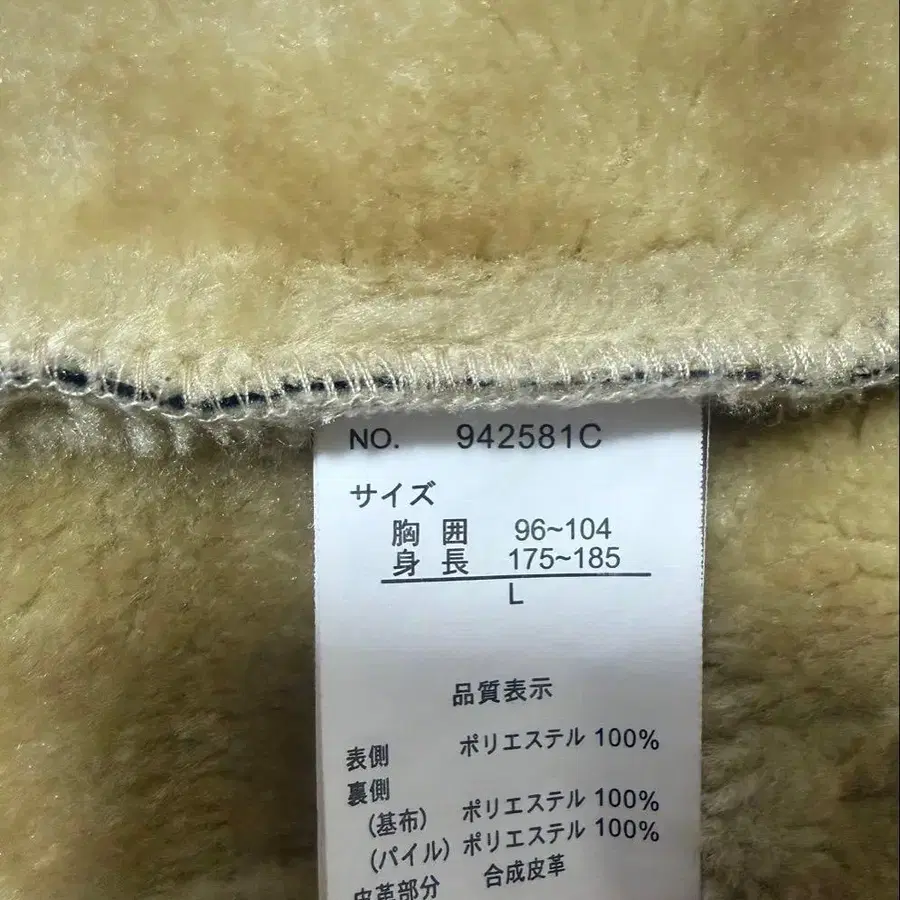 NO. 942581C
サイズ
胸囲 96~104
身長 175~185
L
品質表示
表側 ポリエステル 100%
裏側
(基布) ポリエステル 100%
(パイル) ポリエステル 100%
皮革部分 合成皮革